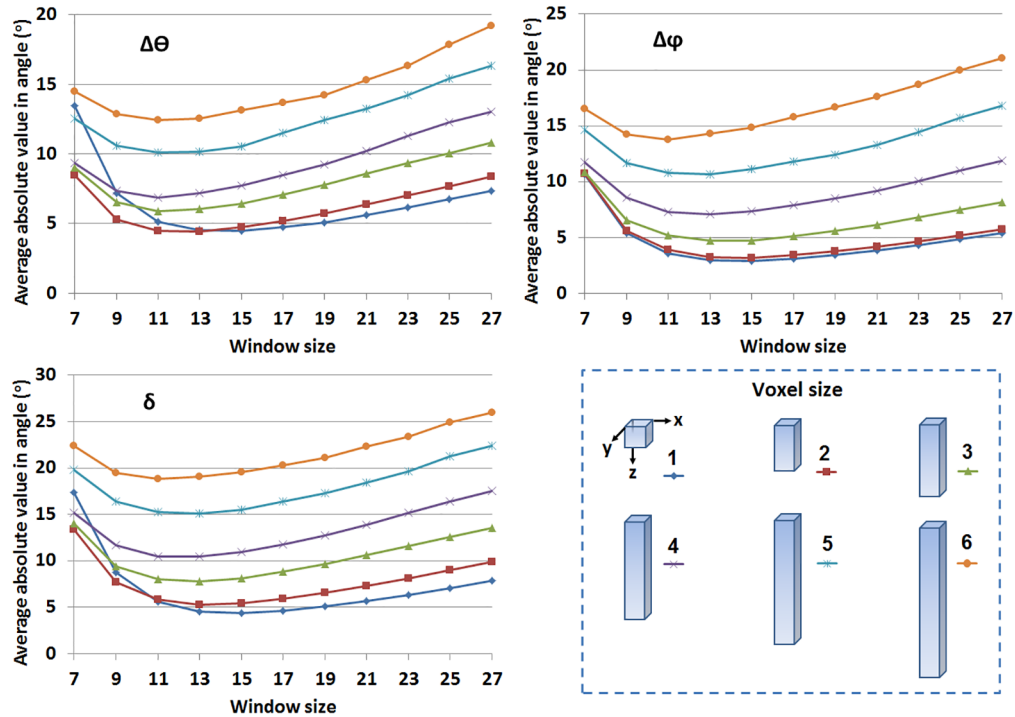 Average absolute value in angle (°)
ΔΘ
20
15
10
5
0
7 9 11 13 15 17 19 21 23 25 27
Window size
Average absolute value in angle (°)
Δφ
25
20
15
10
5
0
7 9 11 13 15 17 19 21 23 25 27
Window size
Average absolute value in angle (°)
δ
30
25
20
15
10
5
0
7 9 11 13 15 17 19 21 23 25 27
Window size
Voxel size
x
y
z
1
2
3
4
5
6